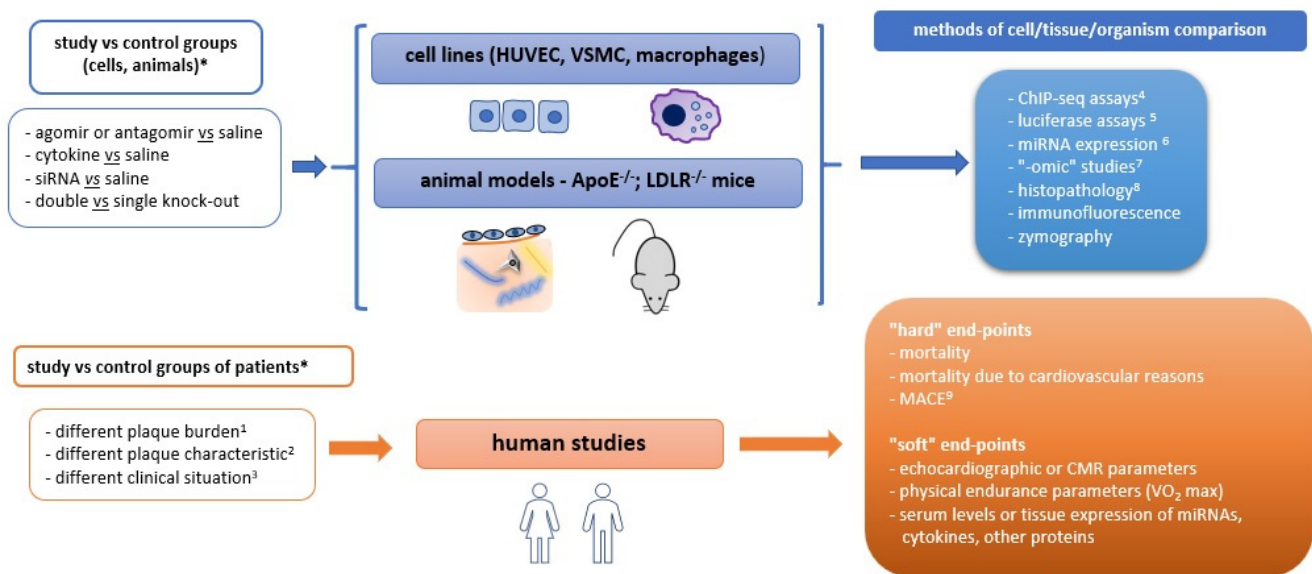 study vs control groups
(cells, animals)*
- agomir or antagomir vs saline
- cytokine vs saline
- siRNA vs saline
- double vs single knock-out
cell lines (HUVEC, VSMC, macrophages)
animal models - ApoE⁻/⁻; LDLR⁻/⁻ mice
methods of cell/tissue/organism comparison
- ChIP-seq assays⁴
- luciferase assays ⁵
- miRNA expression ⁶
- "-omic" studies⁷
- histopathology⁸
- immunofluorescence
- zymography
study vs control groups of patients*
- different plaque burden¹
- different plaque characteristic²
- different clinical situation³
human studies
"hard" end-points
- mortality
- mortality due to cardiovascular reasons
- MACE⁹
"soft" end-points
- echocardiographic or CMR parameters
- physical endurance parameters (VO₂ max)
- serum levels or tissue expression of miRNAs,
cytokines, other proteins